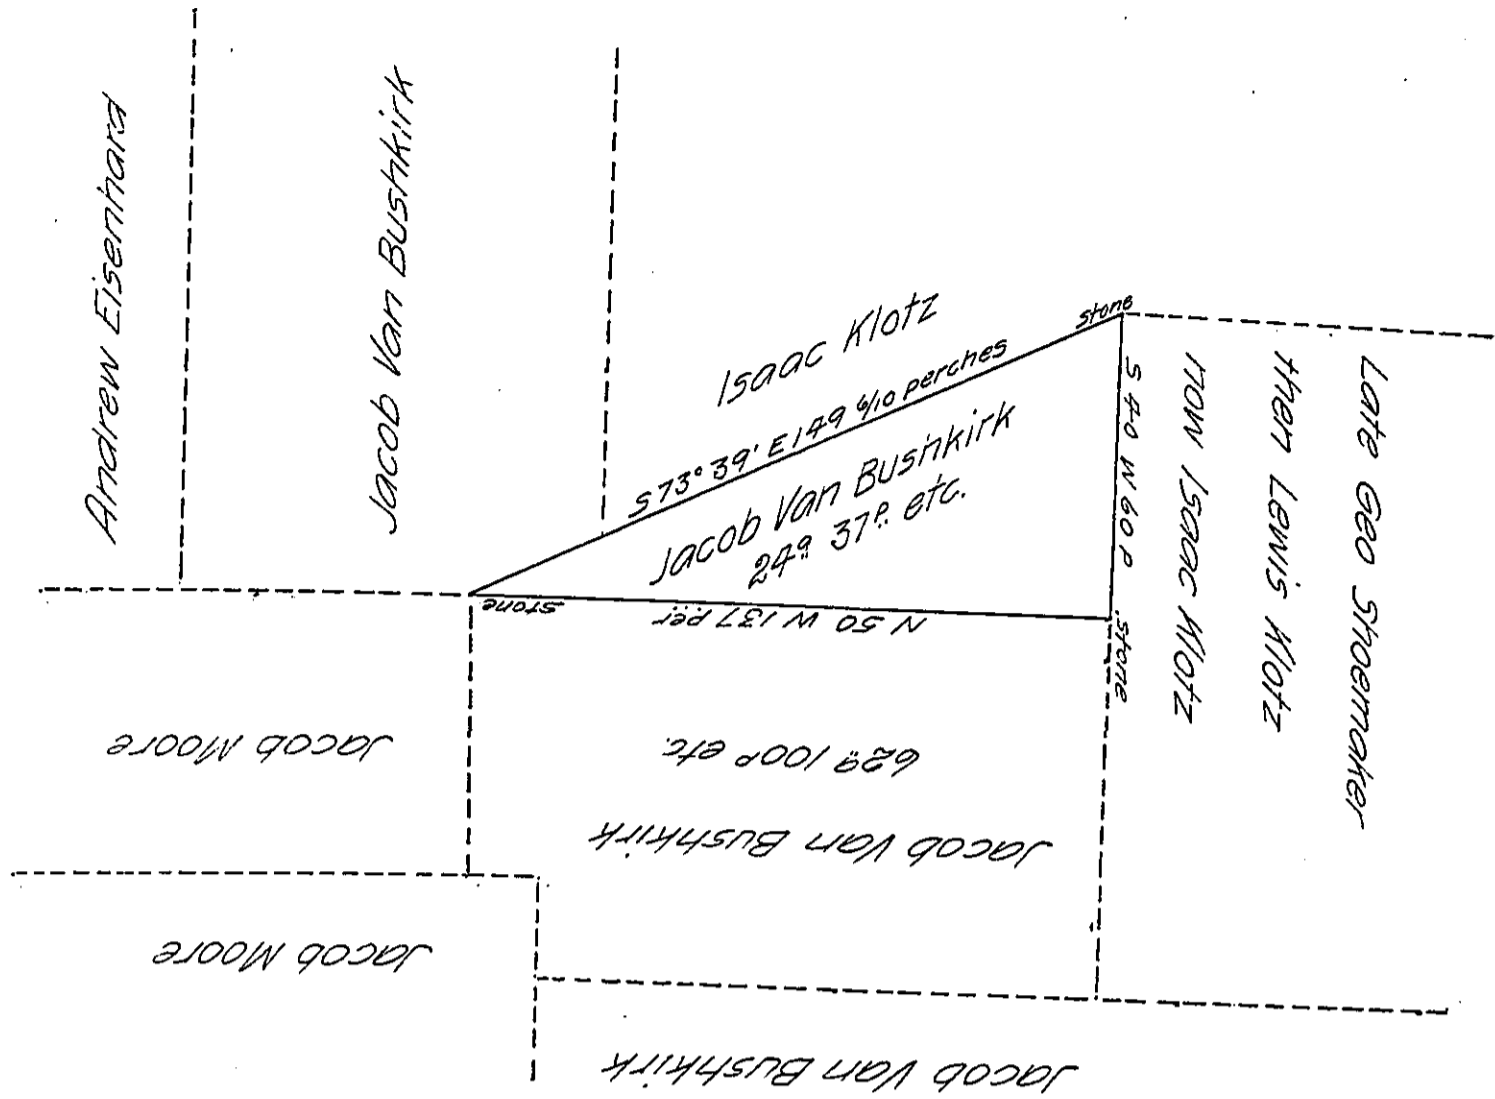 Andrew Eisenhard
Jacob Van Bushkirk
Isaac Klotz
stone
S 73° 39' E 149 6/10 perches
Jacob Van Bushkirk
24a.. 37p.. etc.
S 40 W 60 P
stone
N 50 W 137 per
stone
now Isaac Klotz
then Lewis Klotz
Late Geo Shoemaker
Jacob Moore
62a 100p etc.
Jacob Van Bushkirk
Jacob Moore
Jacob Van Bushkirk